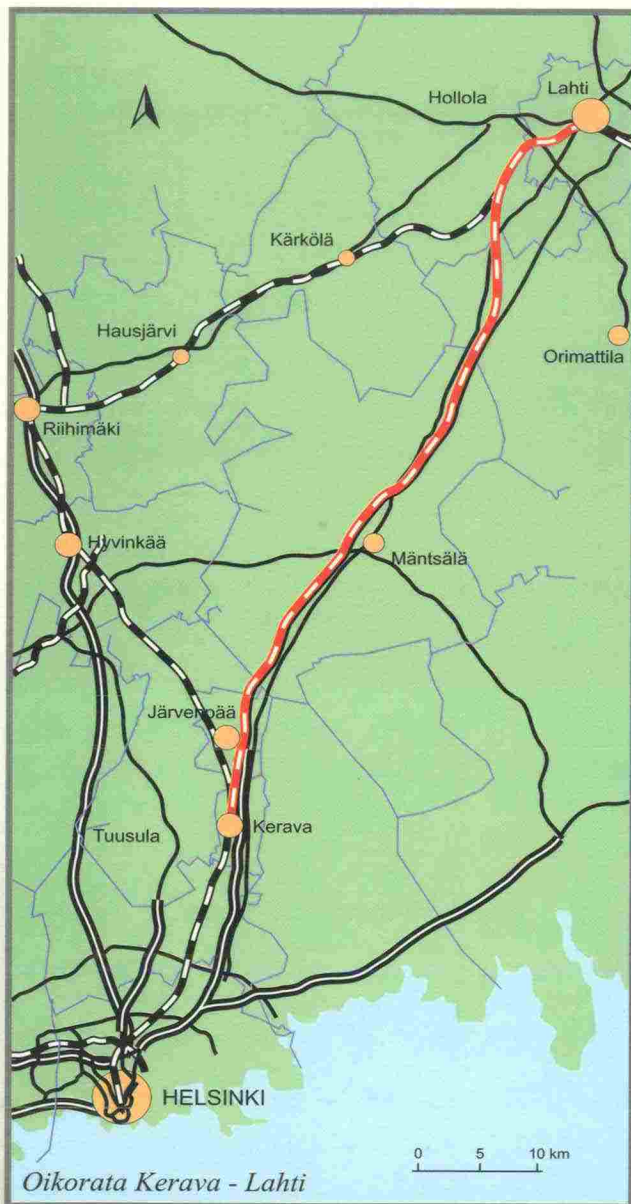 Lahti
Hollola
Kärkölä
Hausjärvi
Orimattila
Riihimäki
Hyvinkää
Mäntsälä
Järvenpää
Kerava
Tuusula
HELSINKI
0 5 10 km
Oikorata Kerava - Lahti